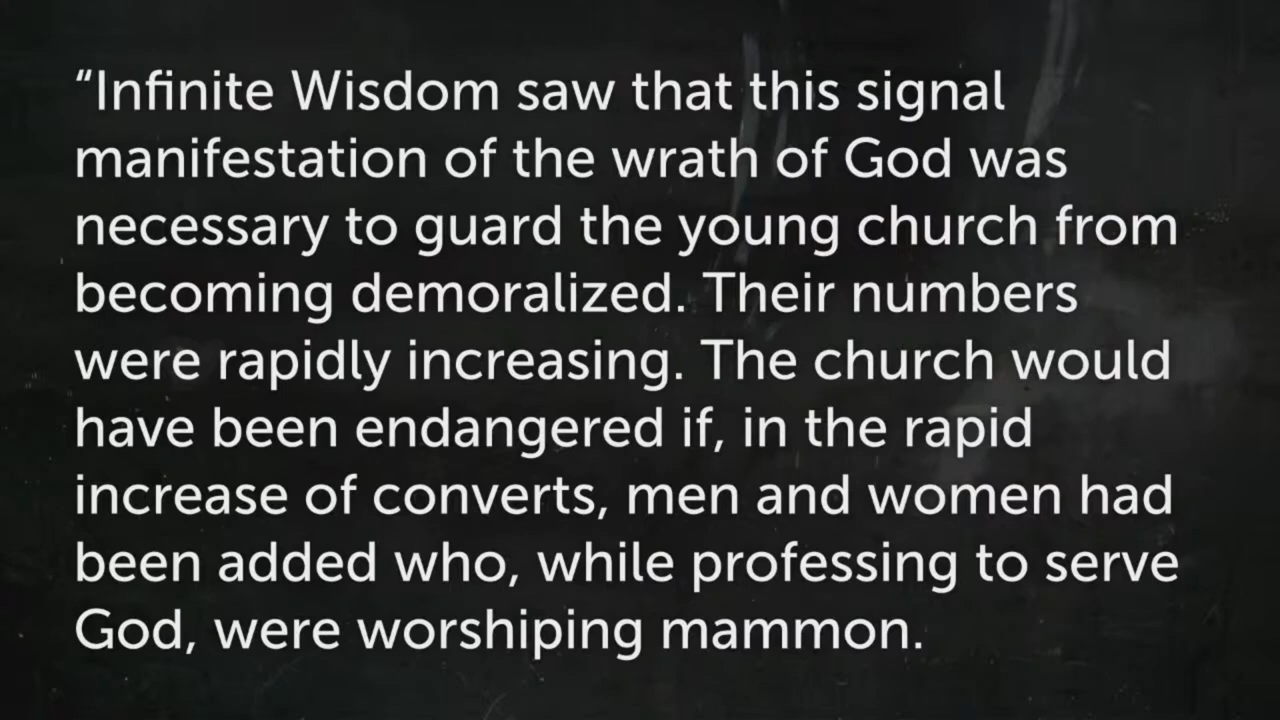 “Infinite Wisdom saw that this signal
manifestation of the wrath of God was
necessary to guard the young church from
becoming demoralized. Their numbers
were rapidly increasing. The church would
have been endangered if, in the rapid
increase of converts, men and women had
been added who, while professing to serve
God, were worshiping mammon.